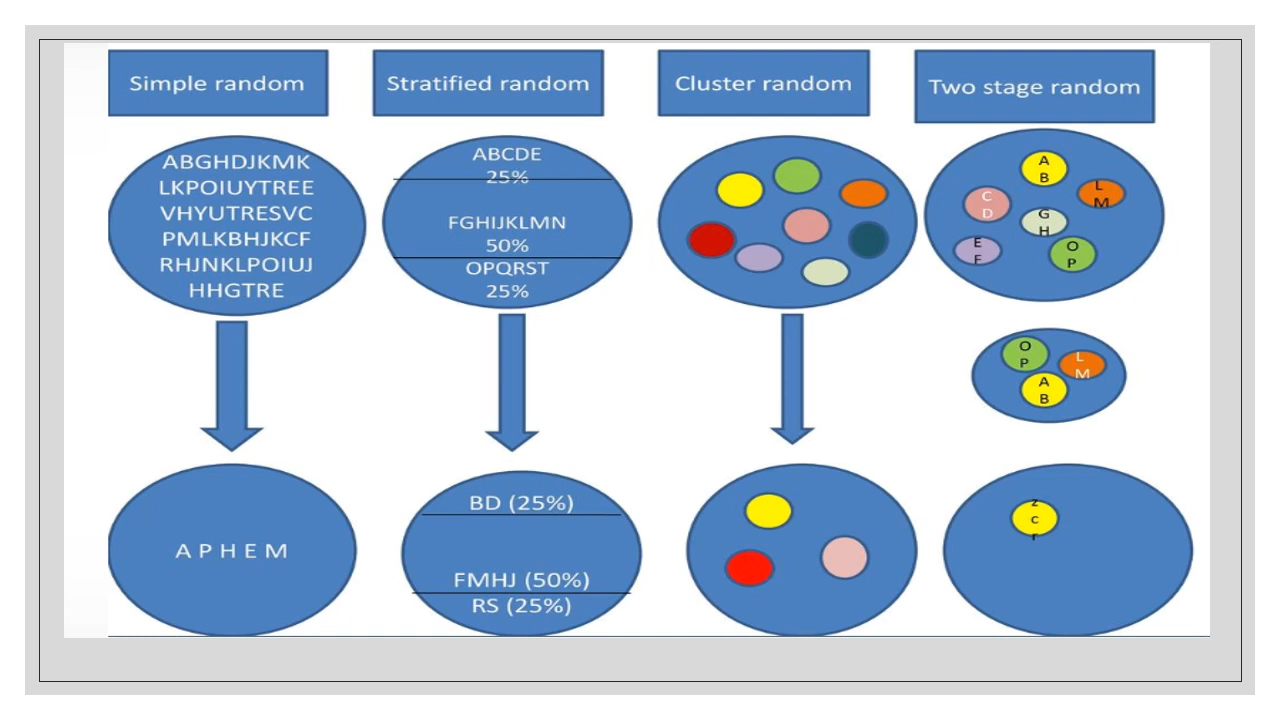 Simple random
Stratified random
Cluster random
Two stage random
ABGHDJKMK
LKPOIUYTREE
VHYUTRESVC
PMLKBHJKCF
RHJNKLPOIUJ
HHGTRE
ABCDE
25%
FGHIJKLMN
50%
OPQRST
25%
A
B
C
D
L
M
G
H
E
F
O
P
O
P
L
M
A
B
A P H E M
BD (25%)
FMHJ (50%)
RS (25%)
z
c
r